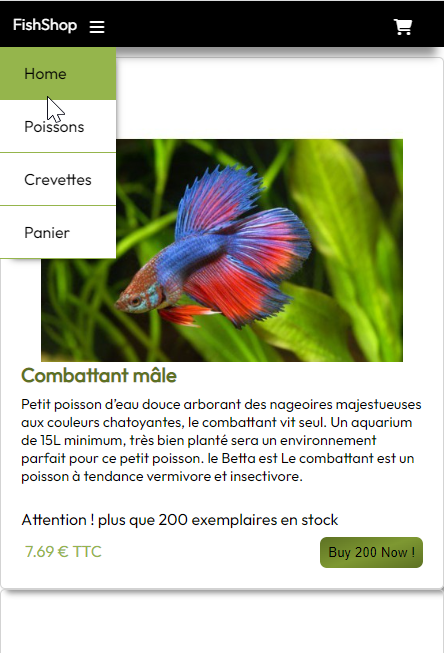 FishShop
Home
Poissons
Crevettes
Panier
Combattant mâle
Petit poisson d'eau douce arborant des nageoires majestueuses
aux couleurs chatoyantes, le combattant vit seul. Un aquarium
de 15L minimum, très bien planté sera un environnement
parfait pour ce petit poisson. le Betta est Le combattant est un
poisson à tendance vermivore et insectivore.
Attention ! plus que 200 exemplaires en stock
7.69 € TTC
Buy 200 Now !